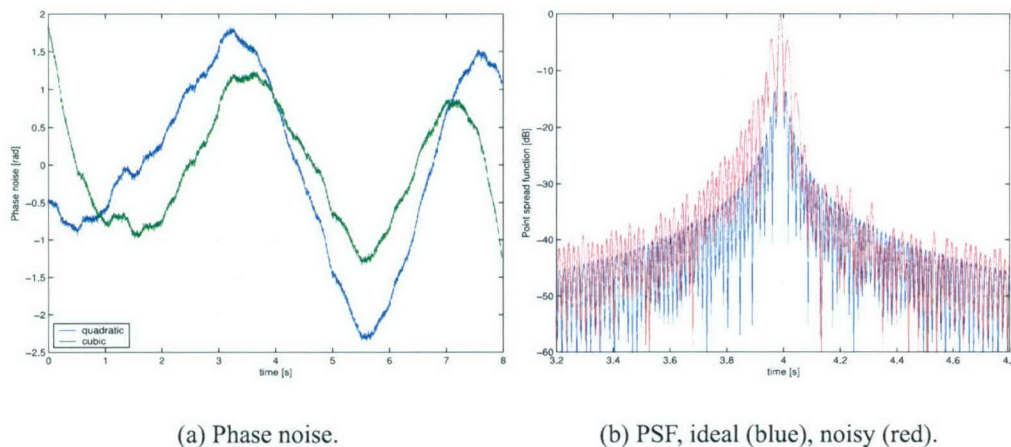 2
1.5
1
0.5
0
−0.5
−1
−1.5
−2
−2.5
Phase noise [rad]
quadratic
cubic
0 1 2 3 4 5 6 7 8
time [s]
0
−10
−20
−30
−40
−50
−60
Point spread function [dB]
3.2 3.4 3.6 3.8 4 4.2 4.4 4.6
time [s]
(a) Phase noise.
(b) PSF, ideal (blue), noisy (red).